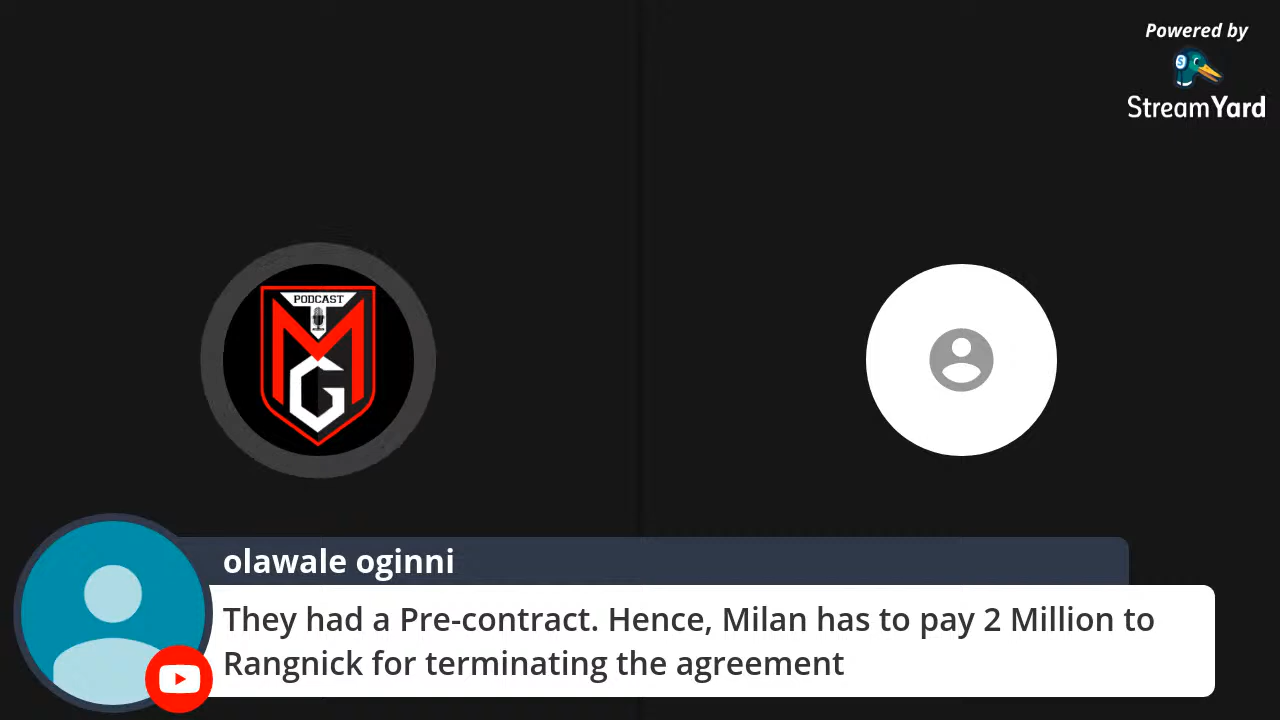 Powered by
S
StreamYard
PODCAST
T
M
G
olawale oginni
They had a Pre-contract. Hence, Milan has to pay 2 Million to
Rangnick for terminating the agreement